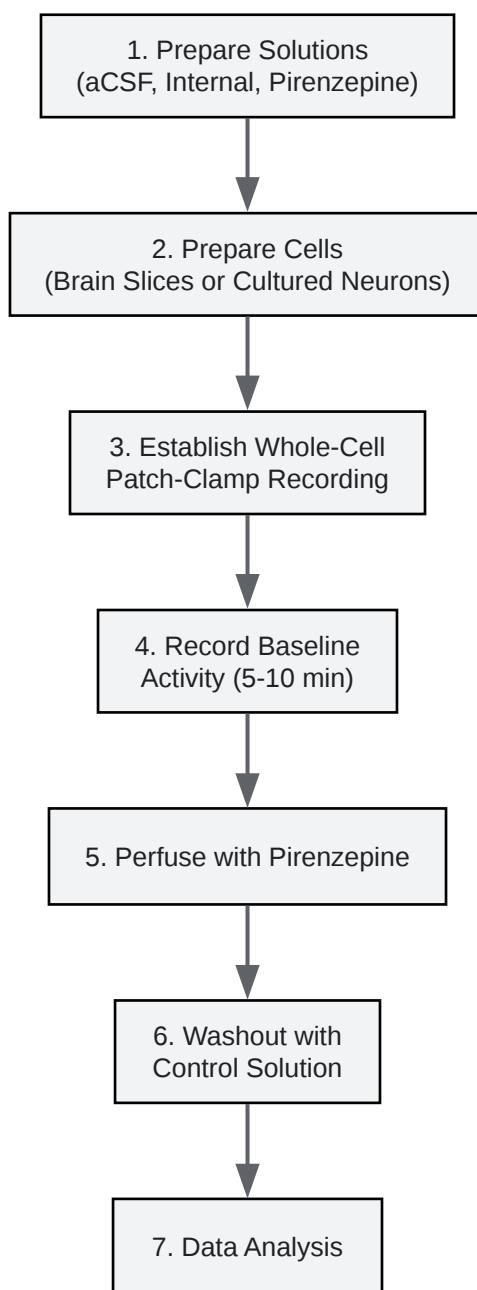 1. Prepare Solutions
(aCSF, Internal, Pirenzepine)
2. Prepare Cells
(Brain Slices or Cultured Neurons)
3. Establish Whole-Cell
Patch-Clamp Recording
4. Record Baseline
Activity (5-10 min)
5. Perfuse with Pirenzepine
6. Washout with
Control Solution
7. Data Analysis